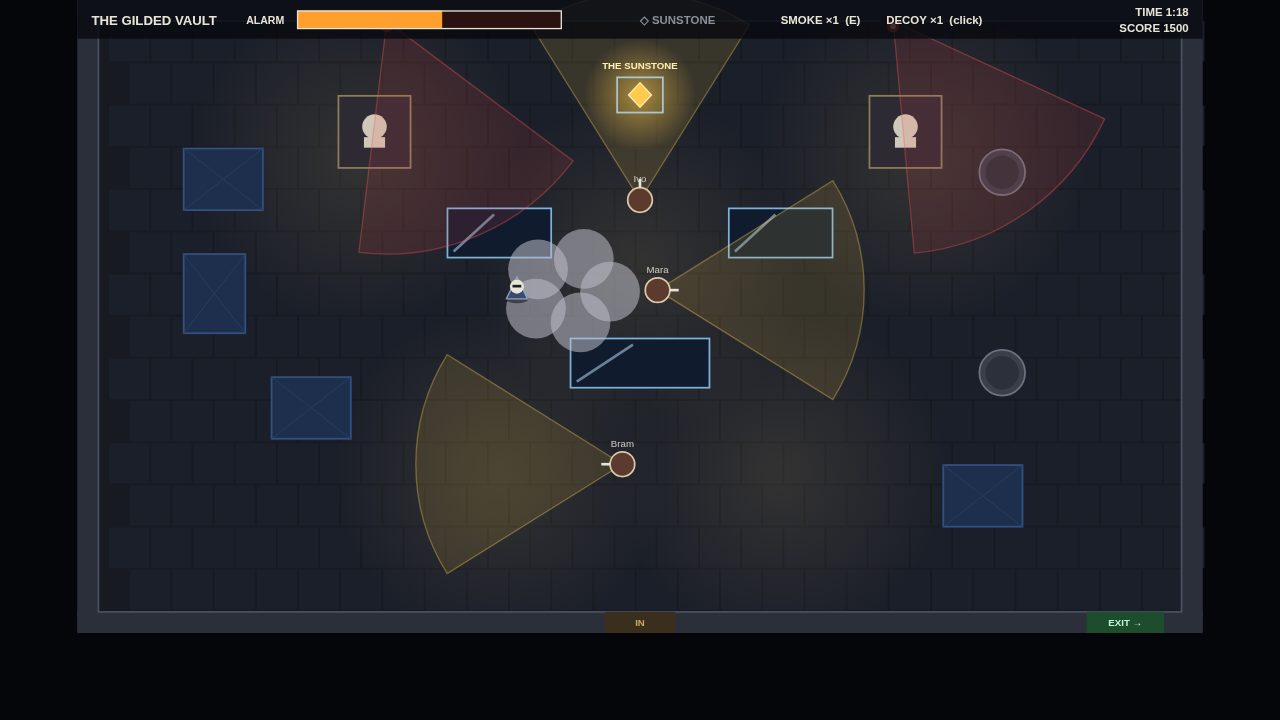 THE GILDED VAULT
ALARM
◇ SUNSTONE
SMOKE ×1 (E)
DECOY ×1 (click)
TIME 1:18
SCORE 1500
THE SUNSTONE
Ivo
Mara
Bram
IN
EXIT →